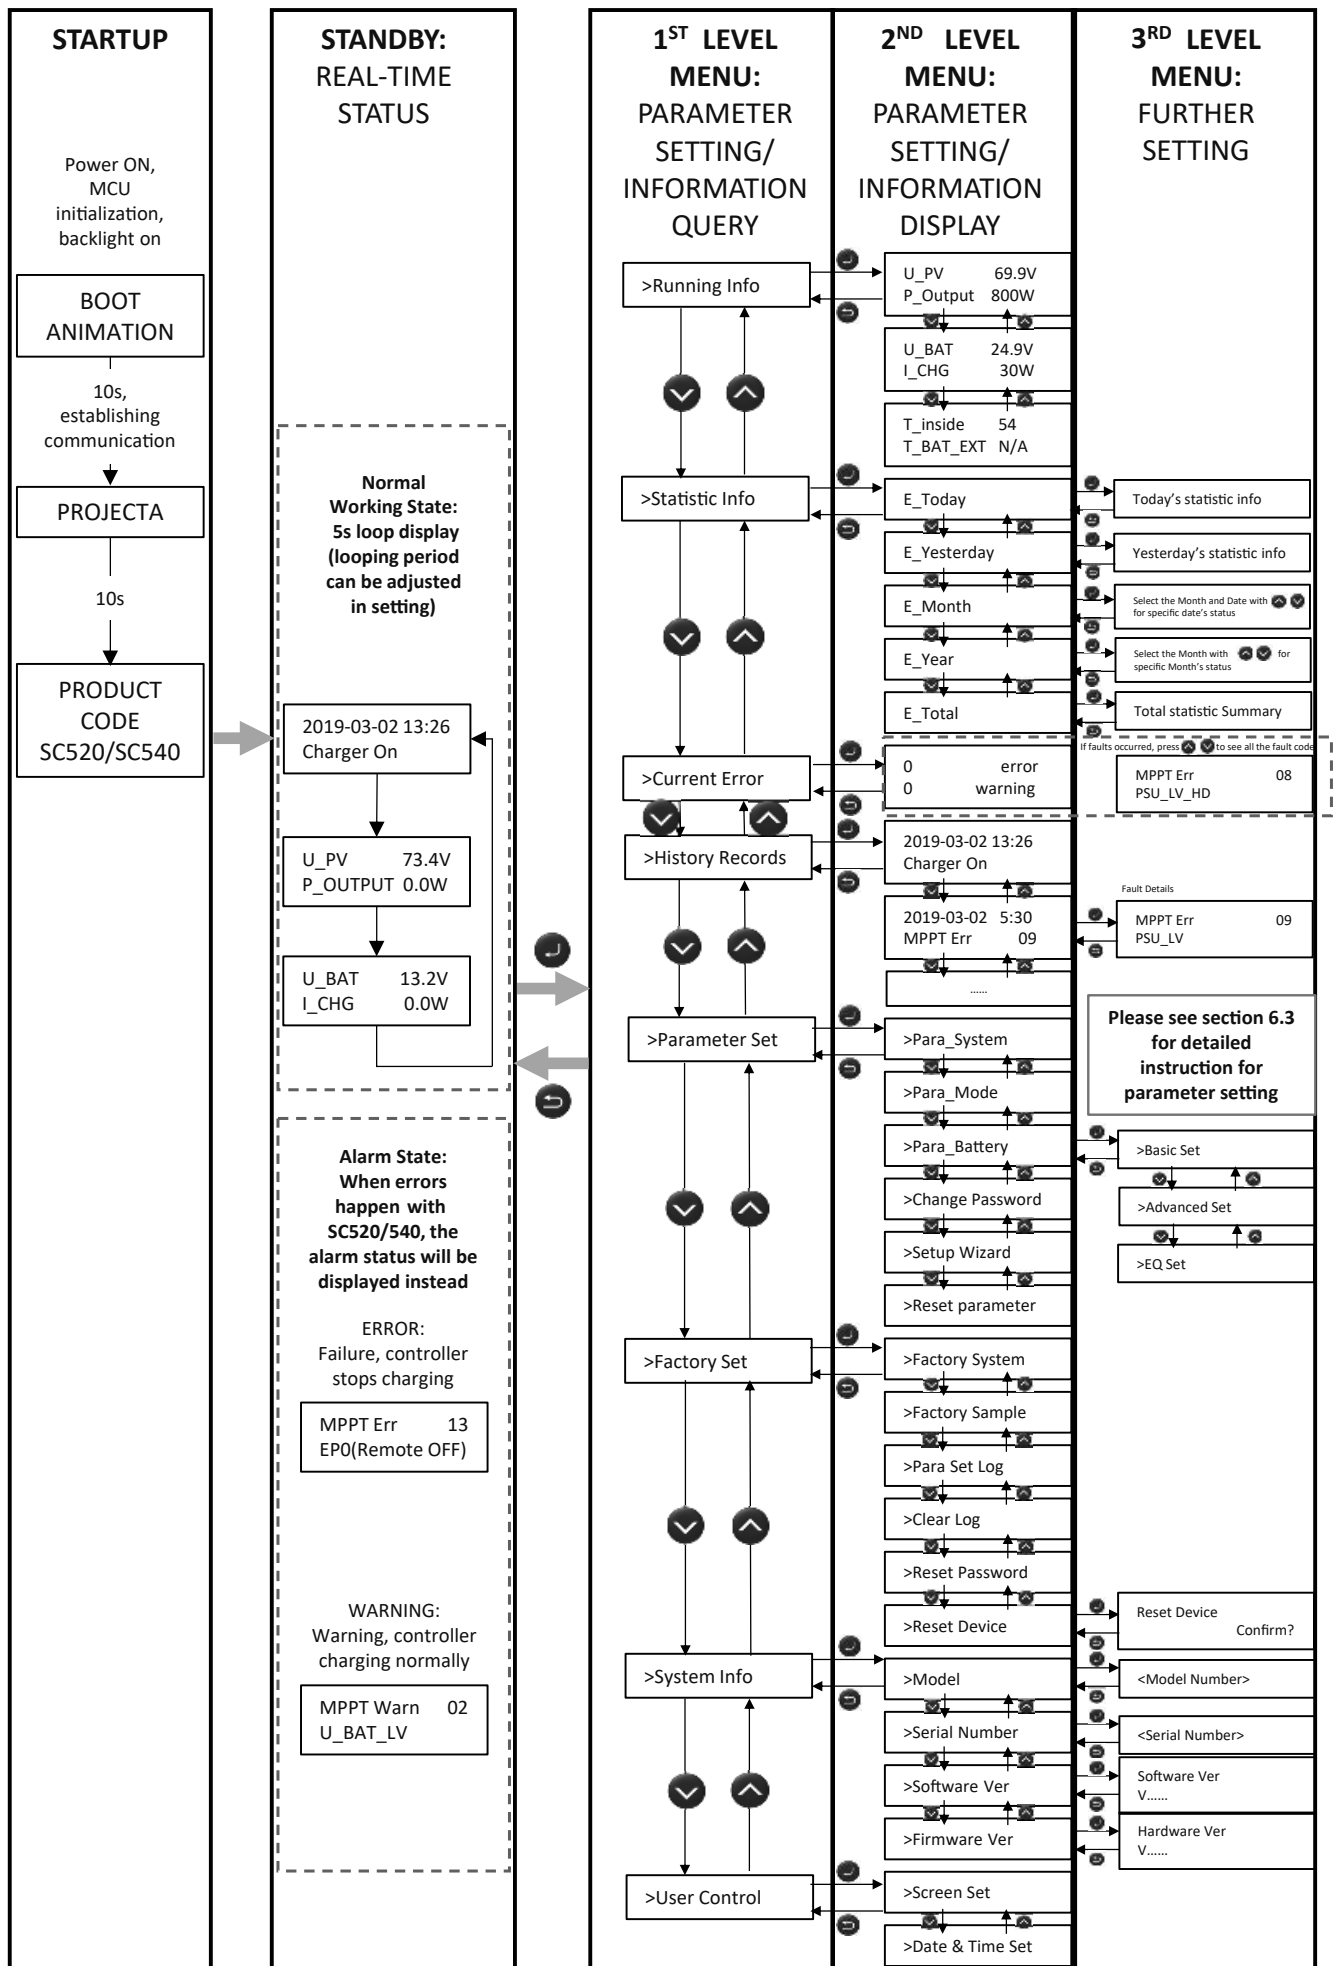 STARTUP
Power ON,
MCU
initialization,
backlight on
BOOT
ANIMATION
10s,
establishing
communication
PROJECTA
10s
PRODUCT
CODE
SC520/SC540
STANDBY:
REAL-TIME
STATUS
Normal
Working State:
5s loop display
(looping period
can be adjusted
in setting)
2019-03-02 13:26
Charger On
U_PV 73.4V
P_OUTPUT 0.0W
U_BAT 13.2V
I_CHG 0.0W
Alarm State:
When errors
happen with
SC520/540, the
alarm status will be
displayed instead
ERROR:
Failure, controller
stops charging
MPPT Err 13
EP0(Remote OFF)
WARNING:
Warning, controller
charging normally
MPPT Warn 02
U_BAT_LV
1ST LEVEL
MENU:
PARAMETER
SETTING/
INFORMATION
QUERY
>Running Info
>Statistic Info
>Current Error
>History Records
>Parameter Set
>Factory Set
>System Info
>User Control
2ND LEVEL
MENU:
PARAMETER
SETTING/
INFORMATION
DISPLAY
U_PV 69.9V
P_Output 800W
U_BAT 24.9V
I_CHG 30W
T_inside 54
T_BAT_EXT N/A
E_Today
E_Yesterday
E_Month
E_Year
E_Total
0 error
0 warning
2019-03-02 13:26
Charger On
2019-03-02 5:30
MPPT Err 09
......
>Para_System
>Para_Mode
>Para_Battery
>Change Password
>Setup Wizard
>Reset parameter
>Factory System
>Factory Sample
>Para Set Log
>Clear Log
>Reset Password
>Reset Device
>Model
>Serial Number
>Software Ver
>Firmware Ver
>Screen Set
>Date & Time Set
3RD LEVEL
MENU:
FURTHER
SETTING
Today's statistic info
Yesterday's statistic info
Select the Month and Date with
for specific date's status
Select the Month with for
specific Month's status
Total statistic Summary
If faults occurred, press to see all the fault code
MPPT Err 08
PSU_LV_HD
Fault Details
MPPT Err 09
PSU_LV
Please see section 6.3
for detailed
instruction for
parameter setting
>Basic Set
>Advanced Set
>EQ Set
Reset Device
Confirm?
<Model Number>
<Serial Number>
Software Ver
V......
Hardware Ver
V......